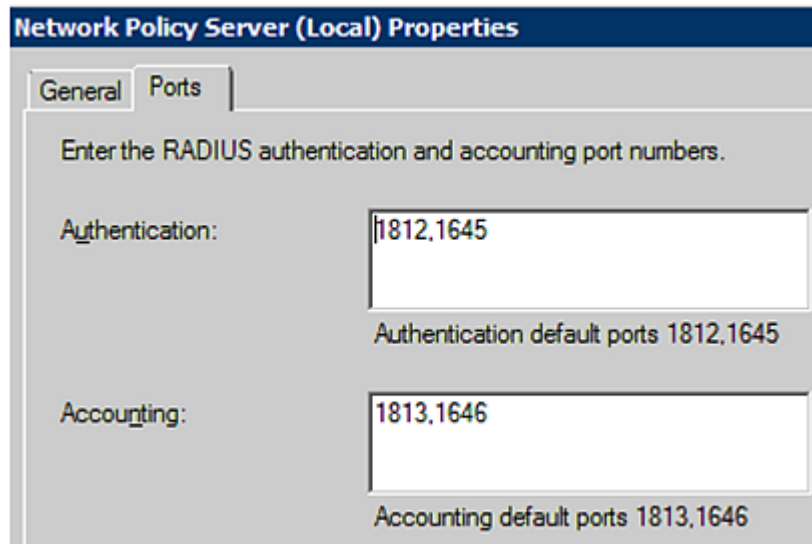 Network Policy Server (Local) Properties
General Ports
Enter the RADIUS authentication and accounting port numbers.
Authentication: 1812,1645
Authentication default ports 1812,1645
Accounting: 1813,1646
Accounting default ports 1813,1646